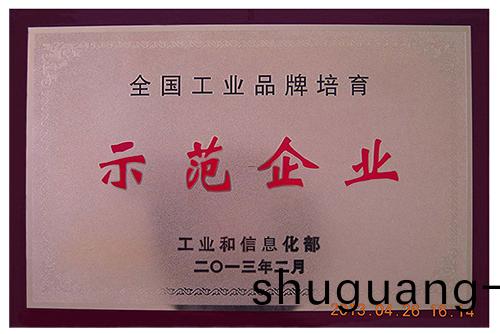 全国工业品牌培育
示范企业
工业和信息化部
二〇一三年二月
shuguang-
2013.04.26 16:14